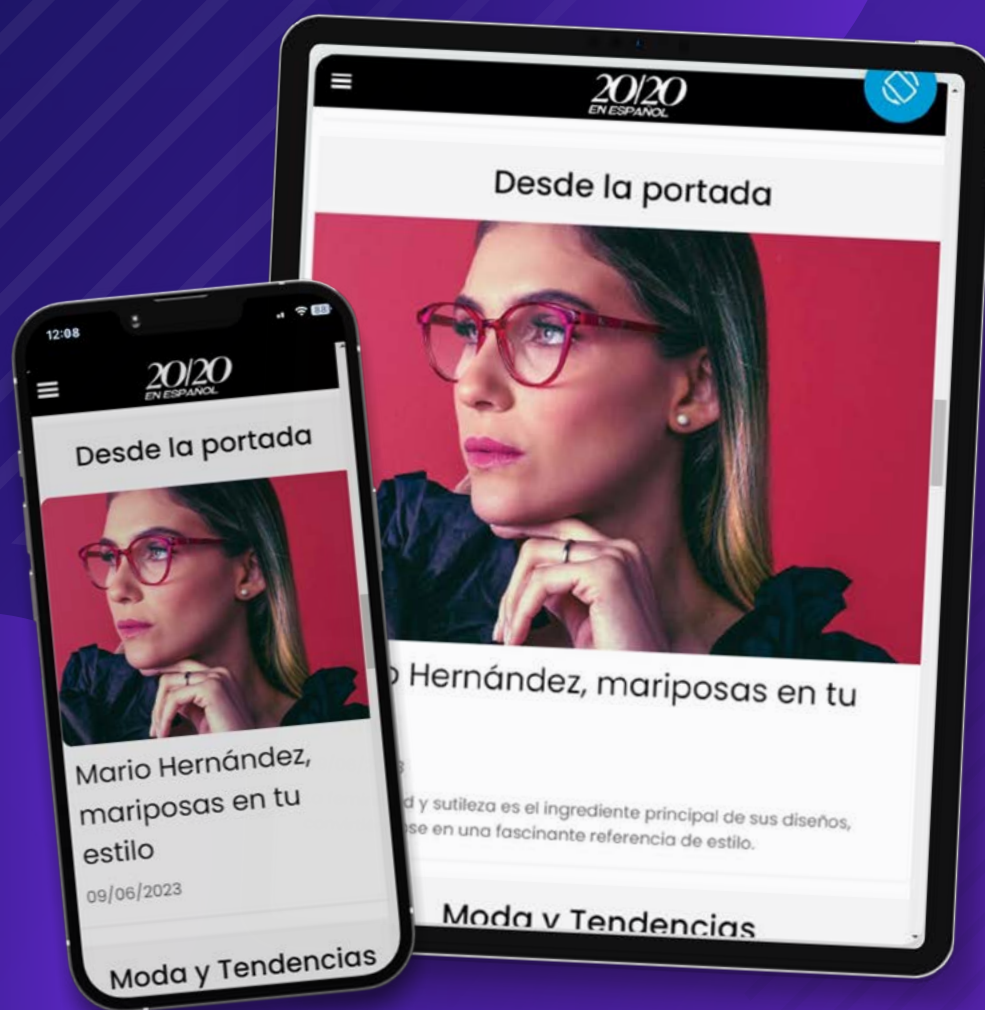 20/20
EN ESPAÑOL
Desde la portada
Hernández, mariposas en tu
d y sutileza es el ingrediente principal de sus diseños,
se en una fascinante referencia de estilo.
Moda y Tendencias
12:08
88
20/20
EN ESPAÑOL
Desde la portada
Mario Hernández,
mariposas en tu
estilo
09/06/2023
Moda y Tendencias